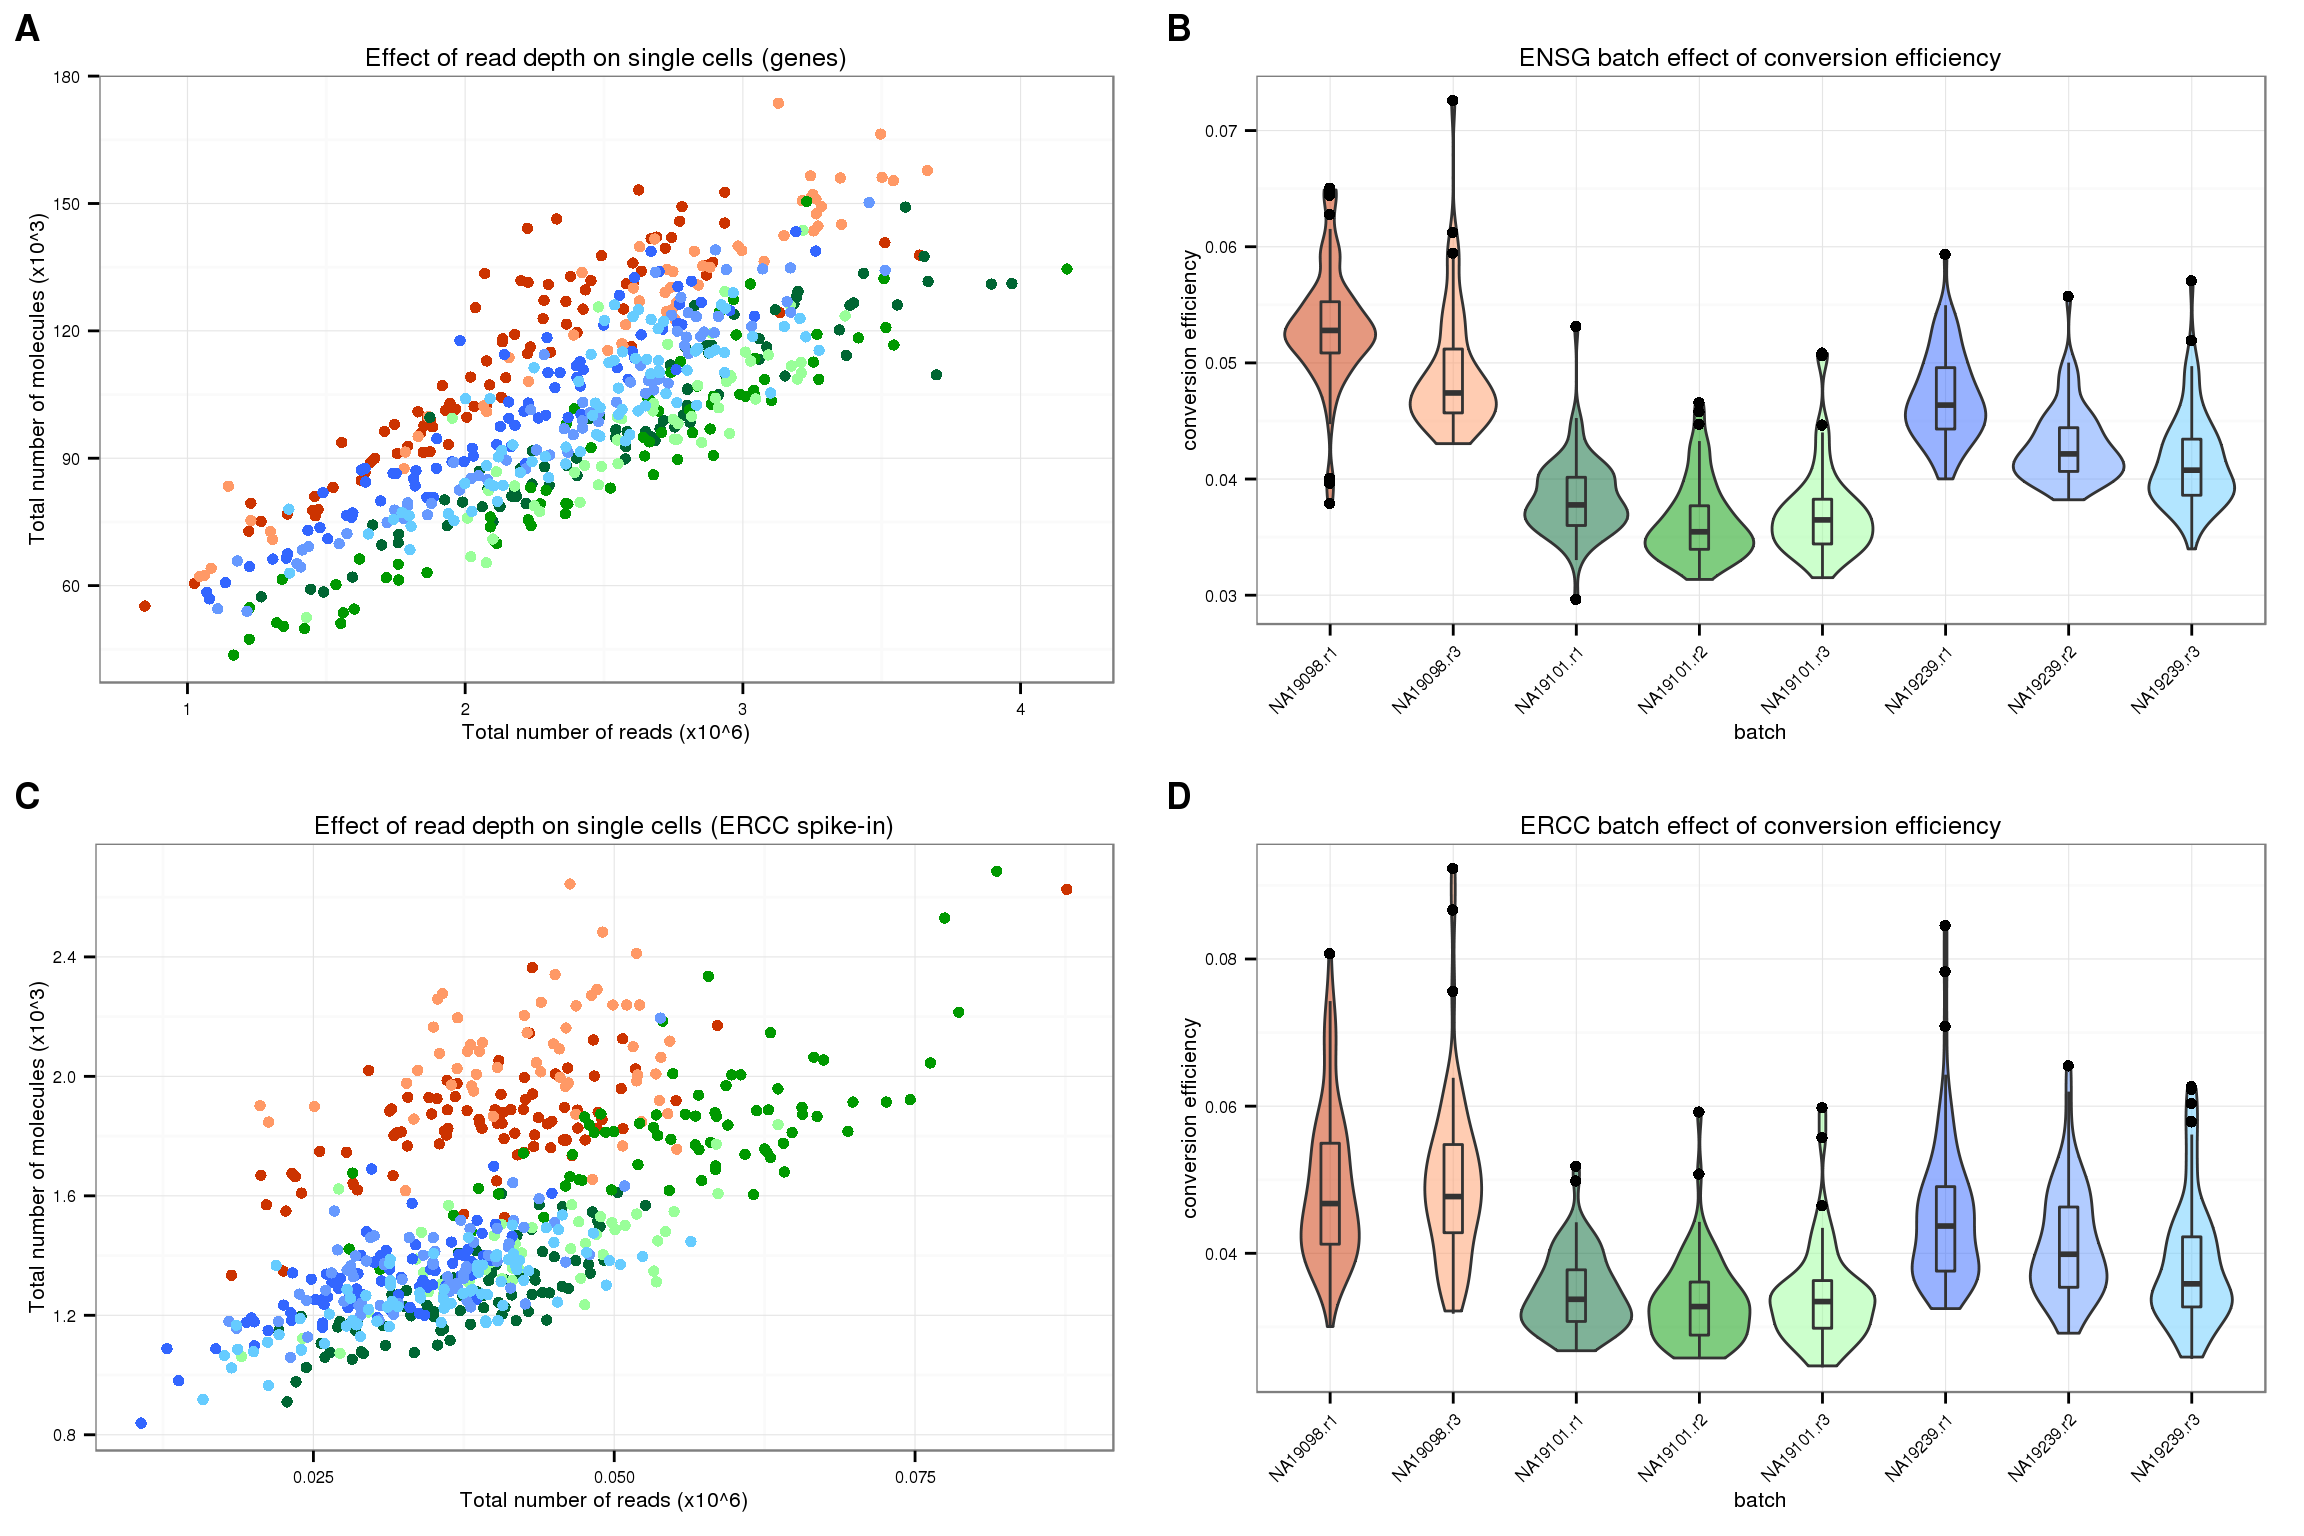 A
Effect of read depth on single cells (genes)
Total number of molecules (x10^3)
180
150
120
90
60
1 2 3 4
Total number of reads (x10^6)
B
ENSG batch effect of conversion efficiency
conversion efficiency
0.07
0.06
0.05
0.04
0.03
NA19098.r1 NA19098.r3 NA19101.r1 NA19101.r2 NA19101.r3 NA19239.r1 NA19239.r2 NA19239.r3
batch
C
Effect of read depth on single cells (ERCC spike-in)
Total number of molecules (x10^3)
2.4
2.0
1.6
1.2
0.8
0.025 0.050 0.075
Total number of reads (x10^6)
D
ERCC batch effect of conversion efficiency
conversion efficiency
0.08
0.06
0.04
NA19098.r1 NA19098.r3 NA19101.r1 NA19101.r2 NA19101.r3 NA19239.r1 NA19239.r2 NA19239.r3
batch